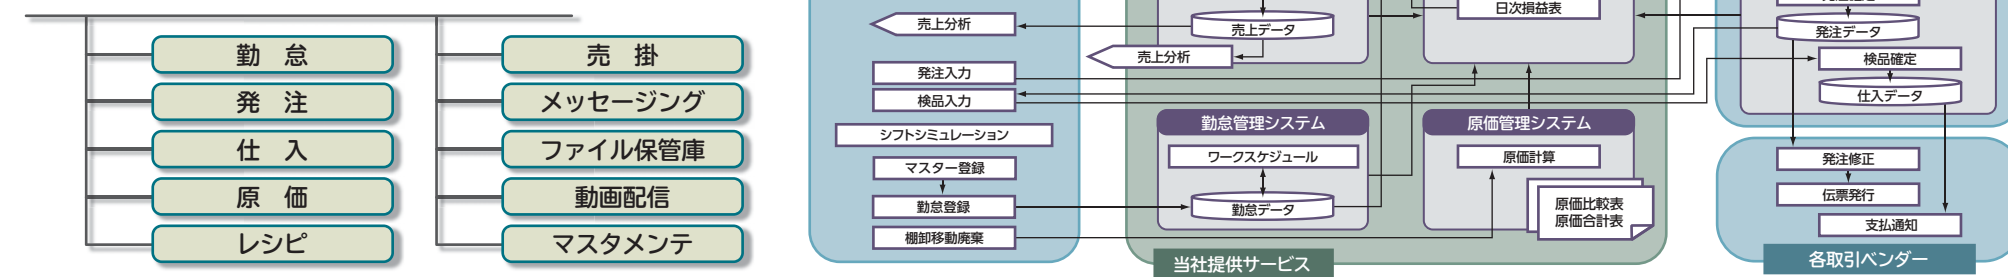 勤 怠
発 注
仕 入
原 価
レシピ
売 掛
メッセージング
ファイル保管庫
動画配信
マスタメンテ
売上分析
発注入力
検品入力
シフトシミュレーション
マスター登録
勤怠登録
棚卸移動廃棄
売上データ
売上分析
勤怠管理システム
ワークスケジュール
勤怠データ
当社提供サービス
日次損益表
原価管理システム
原価計算
原価比較表
原価合計表
発注データ
検品確定
仕入データ
発注修正
伝票発行
支払通知
各取引ベンダー